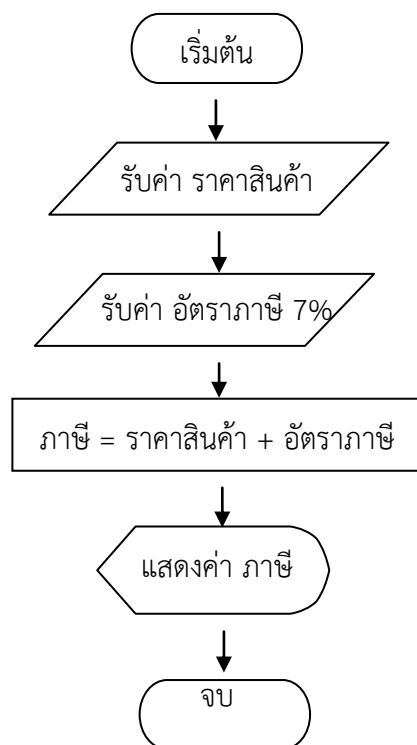 เริ่มต้น
รับค่า ราคาสินค้า
รับค่า อัตราภาษี 7%
ภาษี = ราคาสินค้า + อัตราภาษี
แสดงค่า ภาษี
จบ